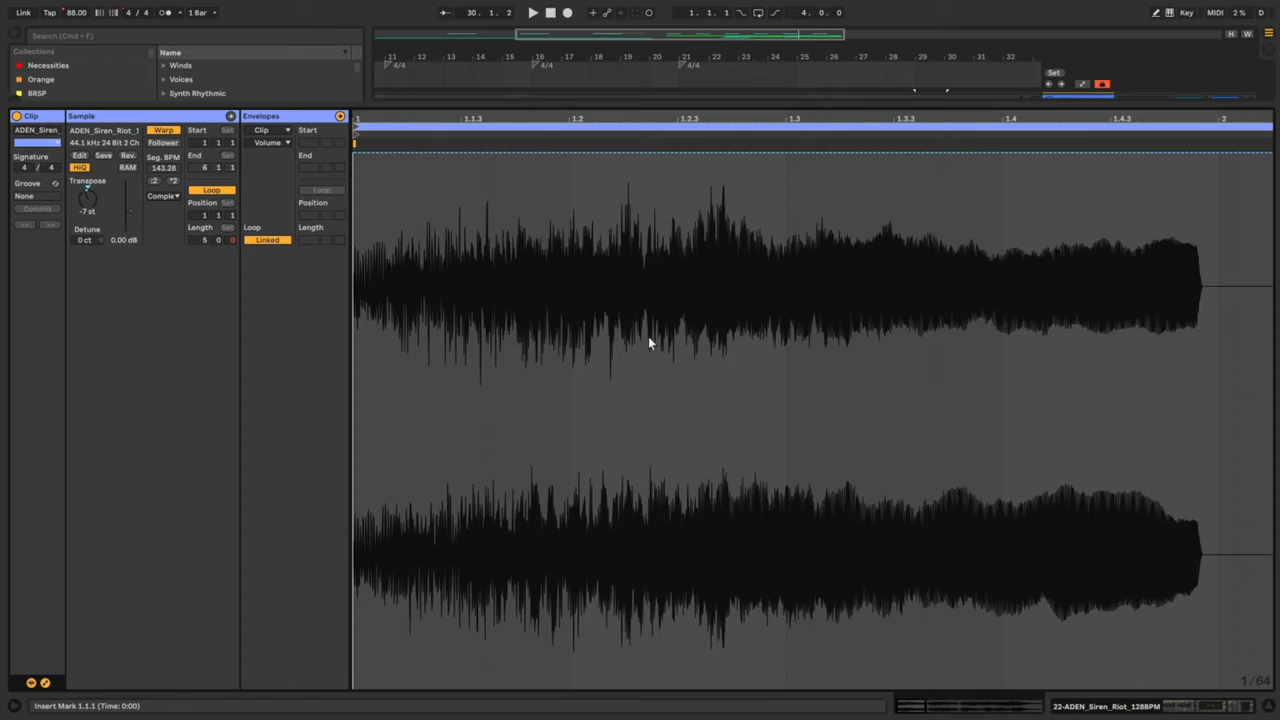 Link Tap 88.00 4 / 4 1 Bar 30. 1. 2 1. 1. 1 4. 0. 0 Key MIDI 2 % D
Search (Cmd + F) H W
Collections Name
Necessities Winds
Orange Voices
BRSP Synth Rhythmic
11 12 13 14 15 16 17 18 19 20 21 22 23 24 25 26 27 28 29 30 31 32
4/4 4/4 4/4
Set
Clip Sample Envelopes
1 1.1.3 1.2 1.2.3 1.3 1.3.3 1.4 1.4.3 2
ADEN_Siren_ ADEN_Siren_Riot_1 Warp Start Set Clip Start
44.1 kHz 24 Bit 2 Ch Follower 1 1 1 Volume
Signature Edit Save Rev. Seg. BPM End Set End
4 / 4 HiQ RAM 143.28 6 1 1
Groove Transpose :2 *2
None Comple Loop Loop
Commit -7 st Position Set Position
<< >> 1 1 1
Detune Length Set Loop Length
0 ct 0.00 dB 5 0 0 Linked
1/64
Insert Mark 1.1.1 (Time: 0:00) 22-ADEN_Siren_Riot_128BPM